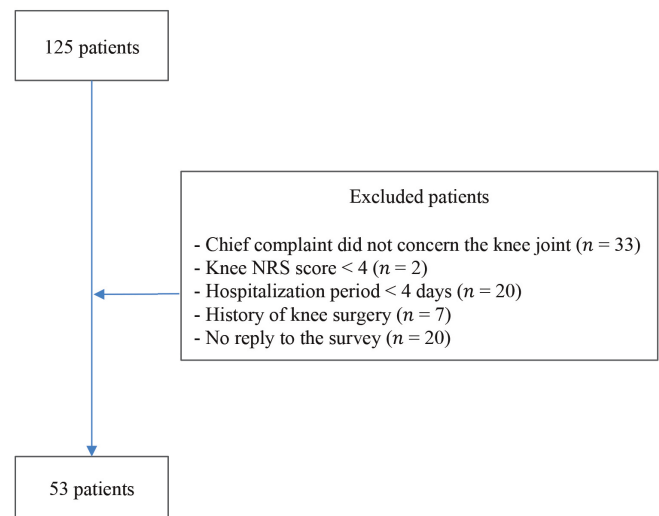 125 patients
Excluded patients
- Chief complaint did not concern the knee joint (n = 33)
- Knee NRS score < 4 (n = 2)
- Hospitalization period < 4 days (n = 20)
- History of knee surgery (n = 7)
- No reply to the survey (n = 20)
53 patients